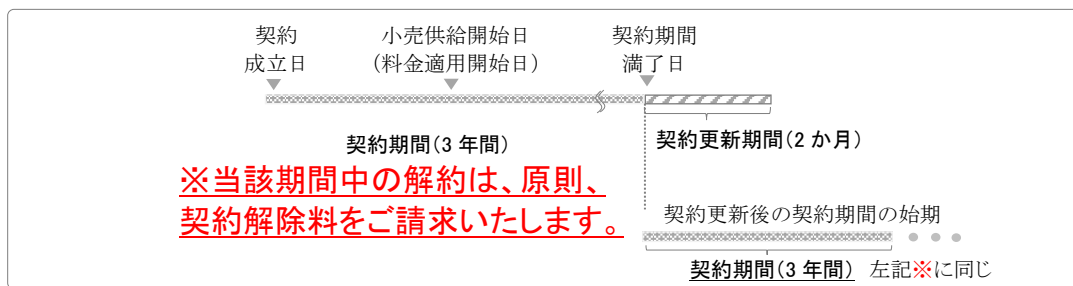 契約
成立日
小売供給開始日
(料金適用開始日)
契約期間
満了日
契約期間(3 年間)
契約更新期間(2 か月)
※当該期間中の解約は、原則、
契約解除料をご請求いたします。
契約更新後の契約期間の始期
契約期間(3 年間) 左記※に同じ